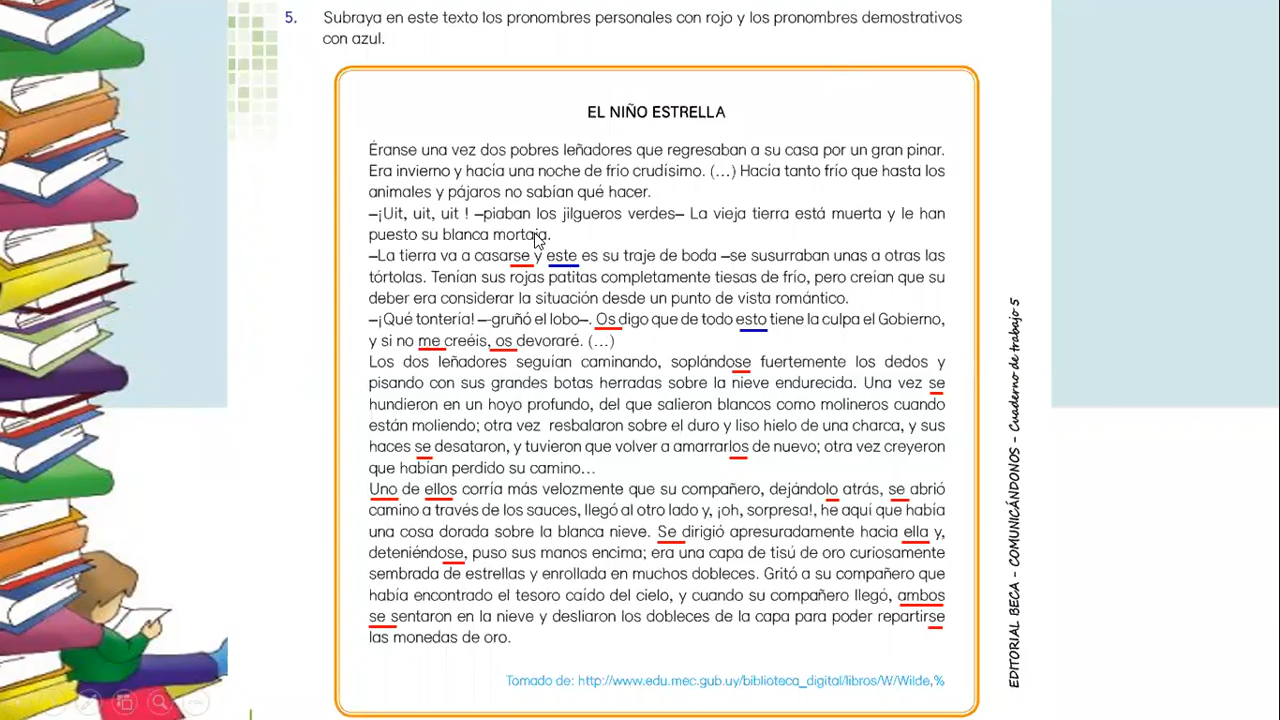 5. Subraya en este texto los pronombres personales con rojo y los pronombres demostrativos
con azul.
EL NIÑO ESTRELLA
Éranse una vez dos pobres leñadores que regresaban a su casa por un gran pinar.
Era invierno y hacía una noche de frío crudísimo. (...) Hacía tanto frío que hasta los
animales y pájaros no sabían qué hacer.
–¡Uit, uit, uit ! –piaban los jilgueros verdes– La vieja tierra está muerta y le han
puesto su blanca mortaja.
–La tierra va a casarse y este es su traje de boda –se susurraban unas a otras las
tórtolas. Tenían sus rojas patitas completamente tiesas de frío, pero creían que su
deber era considerar la situación desde un punto de vista romántico.
–¡Qué tontería! –-gruñó el lobo–. Os digo que de todo esto tiene la culpa el Gobierno,
y si no me creéis, os devoraré. (...)
Los dos leñadores seguían caminando, soplándose fuertemente los dedos y
pisando con sus grandes botas herradas sobre la nieve endurecida. Una vez se
hundieron en un hoyo profundo, del que salieron blancos como molineros cuando
están moliendo; otra vez resbalaron sobre el duro y liso hielo de una charca, y sus
haces se desataron, y tuvieron que volver a amarrarlos de nuevo; otra vez creyeron
que habían perdido su camino...
Uno de ellos corría más velozmente que su compañero, dejándolo atrás, se abrió
camino a través de los sauces, llegó al otro lado y, ¡oh, sorpresa!, he aquí que había
una cosa dorada sobre la blanca nieve. Se dirigió apresuradamente hacia ella y,
deteniéndose, puso sus manos encima; era una capa de tisú de oro curiosamente
sembrada de estrellas y enrollada en muchos dobleces. Gritó a su compañero que
había encontrado el tesoro caído del cielo, y cuando su compañero llegó, ambos
se sentaron en la nieve y desliaron los dobleces de la capa para poder repartirse
las monedas de oro.
Tomado de: http://www.edu.mec.gub.uy/biblioteca_digital/libros/W/Wilde,%
EDITORIAL BECA - COMUNICÁNDONOS - Cuaderno de trabajo 5